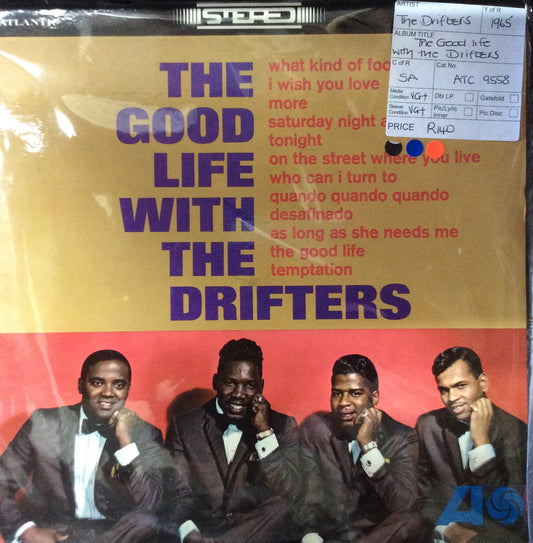 ATLANTIC
STEREO
THE
GOOD
LIFE
WITH
THE
DRIFTERS
what kind of foo
i wish you love
more
saturday night a
tonight
on the street where you live
who can i turn to
quando quando quando
desafinado
as long as she needs me
the good life
temptation
ARTIST
The Drifters
Y of R
1965
ALBUM TITLE
The Good life
with the Drifters
C of R
SA
Cat No.
ATC 9558
Media
Condition VG+
Dbl LP
Gatefold
Sleeve
Condition VG+
Pic/Lyric
Inner
Pic Disc
PRICE R140